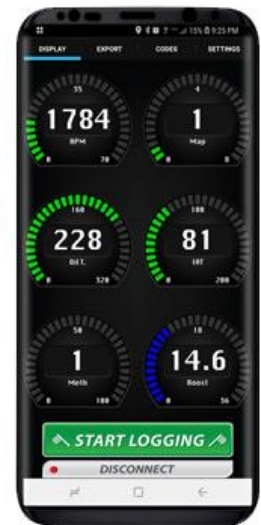 15% 9:25 PM
DISPLAY EXPORT CODES SETTINGS
35 4
1784 1
RPM Map
0 70 0 8
160 100
228 81
Oil T. IAT
0 320 0 200
50 18
1 14.6
Meth Boost
0 100 0 36
START LOGGING
DISCONNECT